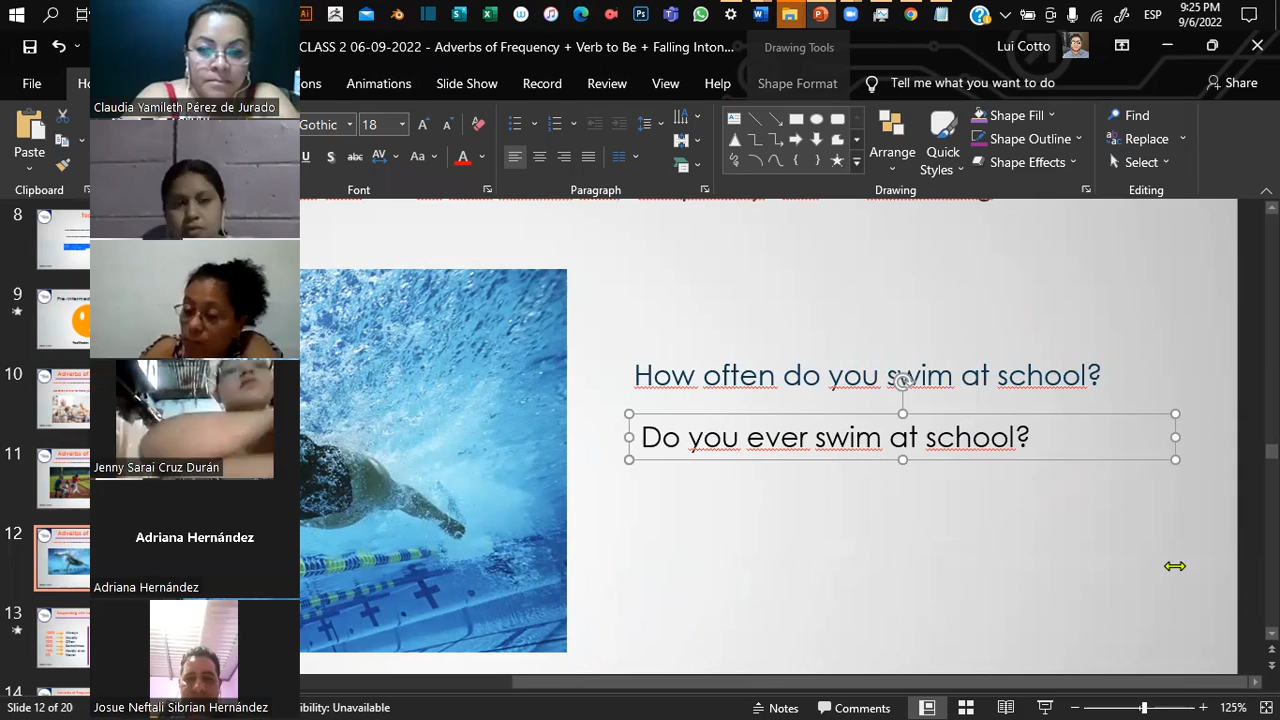 9:25 PM
9/6/2022
CLASS 2 06-09-2022 - Adverbs of Frequency + Verb to Be + Falling Inton...
Drawing Tools
Lui Cotto
File
Animations
Slide Show
Record
Review
View
Help
Shape Format
Tell me what you want to do
Share
Paste
Gothic
18
Arrange
Quick
Styles
Shape Fill
Shape Outline
Shape Effects
Find
Replace
Select
Clipboard
Font
Paragraph
Drawing
Editing
Claudia Yamileth Pérez de Jurado
Jenny Saraí Cruz Durán
Adriana Hernández
Adriana Hernández
Josue Neftali Sibrian Hernández
8
9
10
11
12
13
14
How often do you swim at school?
Do you ever swim at school?
Slide 12 of 20
bility: Unavailable
Notes
Comments
125%